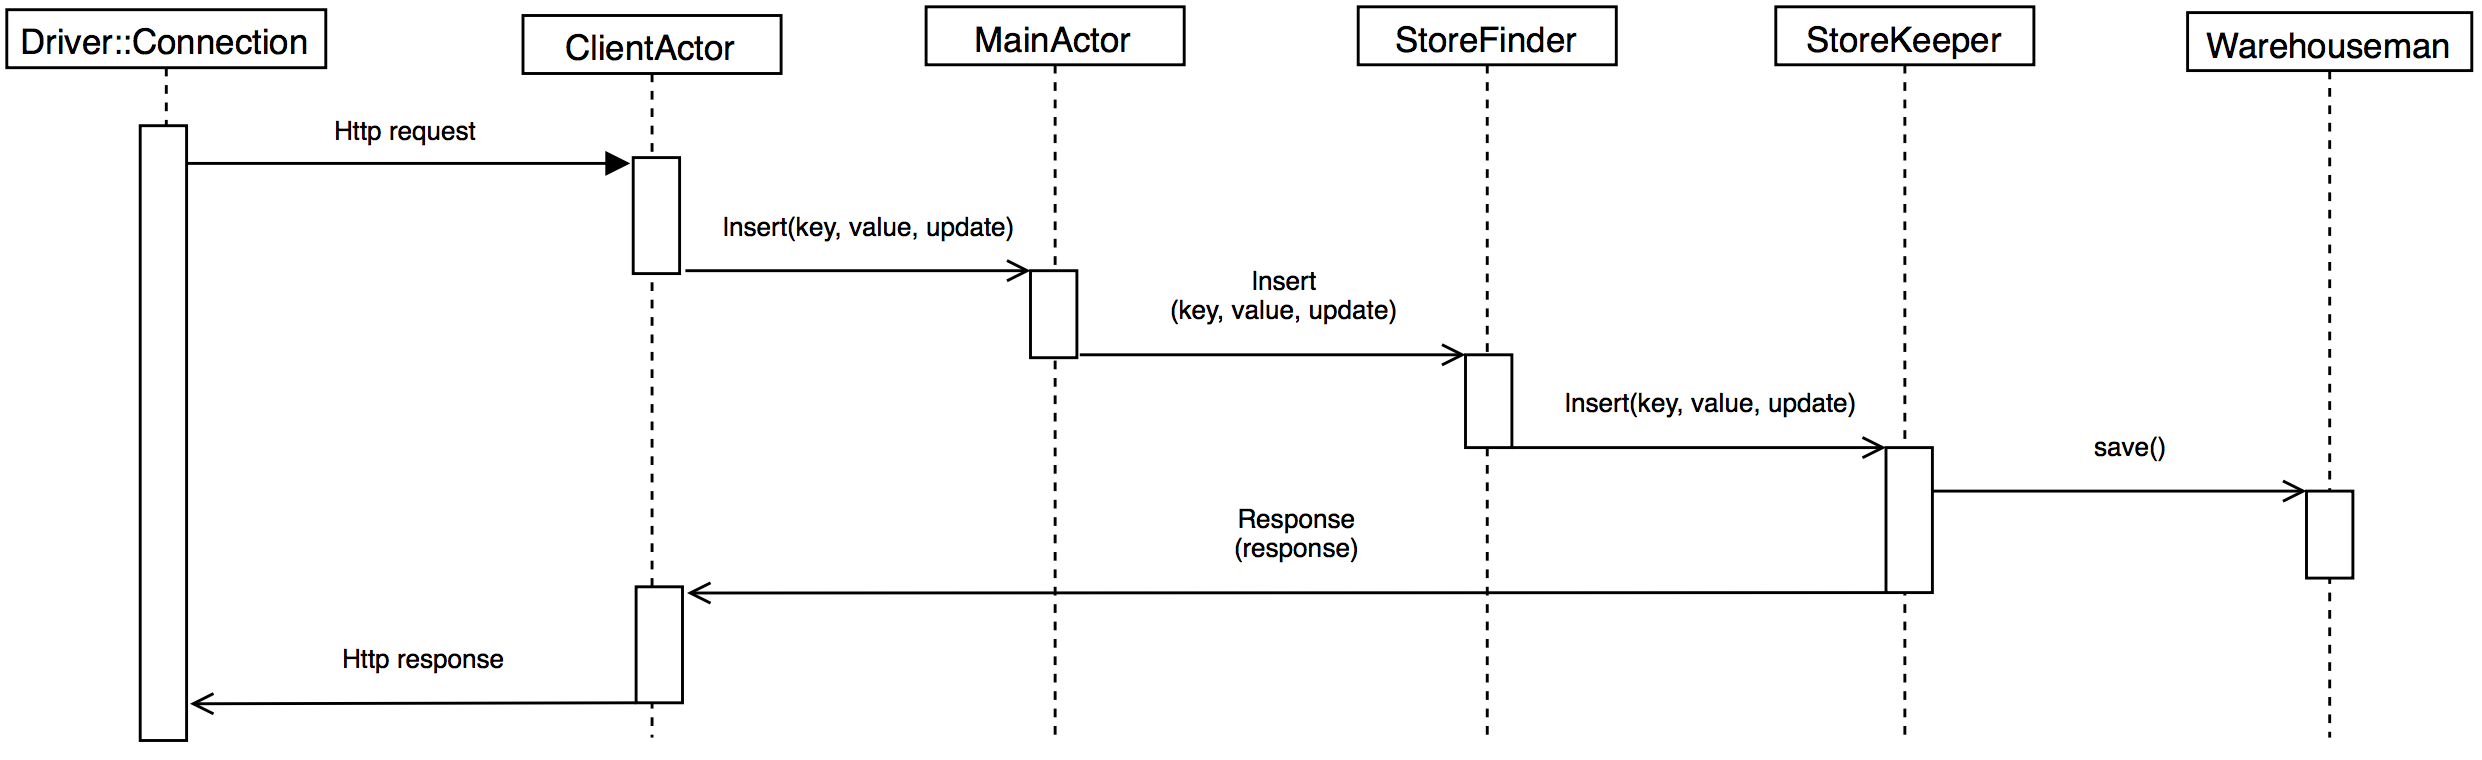 Driver::Connection
ClientActor
MainActor
StoreFinder
StoreKeeper
Warehouseman
Http request
Insert(key, value, update)
Insert
(key, value, update)
Insert(key, value, update)
save()
Response
(response)
Http response